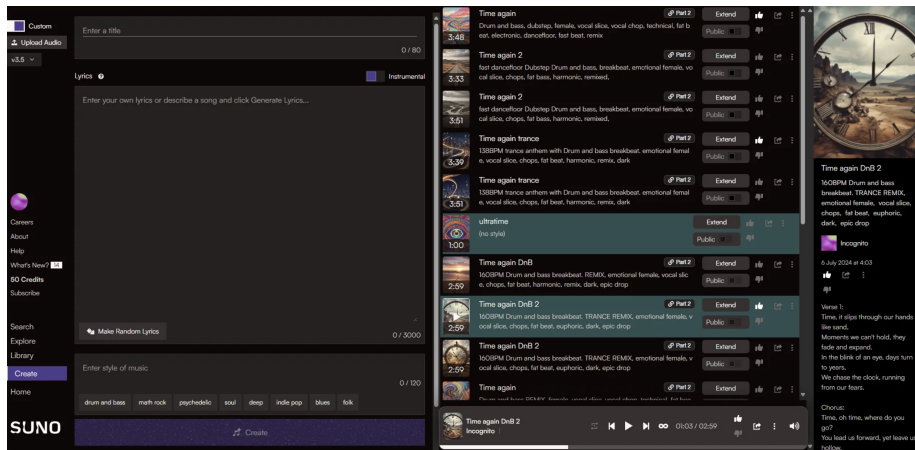 Custom
Upload Audio
v3.5
Careers
About
Help
What's New? 14
50 Credits
Subscribe
Search
Explore
Library
Create
Home
SUNO
Enter a title
0 / 80
Lyrics
Instrumental
Enter your own lyrics or describe a song and click Generate Lyrics...
Make Random Lyrics
0 / 3000
Enter style of music
0 / 120
drum and bass math rock psychedelic soul deep indie pop blues folk
Create
Time again Part 2 Extend
Drum and bass, dubstep, female, vocal slice, vocal chop, technical, fat b
eat, electronic, dancefloor, fast beat, remix
3:48 Public
Time again 2 Part 2 Extend
fast dancefloor Dubstep Drum and bass, breakbeat, emotional female, vo
cal slice, chops, fat bass, harmonic, remixed,
3:33 Public
Time again 2 Part 2 Extend
fast dancefloor Dubstep Drum and bass, breakbeat, emotional female, vo
cal slice, chops, fat bass, harmonic, remixed,
3:51 Public
Time again trance Part 2 Extend
138BPM trance anthem with Drum and bass breakbeat. emotional femal
e, vocal slice, chops, fat beat, harmonic, remix, dark
3:39 Public
Time again trance Part 2 Extend
138BPM trance anthem with Drum and bass breakbeat. emotional femal
e, vocal slice, chops, fat beat, harmonic, remix, dark
3:51 Public
ultratime Extend
(no style)
1:00 Public
Time again DnB Part 2 Extend
160BPM Drum and bass breakbeat. REMIX, emotional female, vocal slic
e, chops, fat beat, harmonic, remix, dark, epic drop
2:59 Public
Time again DnB 2 Part 2 Extend
160BPM Drum and bass breakbeat. TRANCE REMIX, emotional female, v
ocal slice, chops, fat beat, euphoric, dark, epic drop
2:59 Public
Time again DnB 2 Part 2 Extend
160BPM Drum and bass breakbeat. TRANCE REMIX, emotional female, v
ocal slice, chops, fat beat, euphoric, dark, epic drop
2:59 Public
Time again Part 2 Extend
Time again DnB 2
Incognito
01:03 / 02:59
Time again DnB 2
160BPM Drum and bass
breakbeat. TRANCE REMIX,
emotional female, vocal slice,
chops, fat beat, euphoric,
dark, epic drop
Incognito
6 July 2024 at 4:03
Verse 1:
Time, it slips through our hands
like sand,
Moments we can't hold, they
fade and expand.
In the blink of an eye, days turn
to years,
We chase the clock, running
from our fears.
Chorus:
Time, oh time, where do you
go?
You lead us forward, yet leave us
hollow.